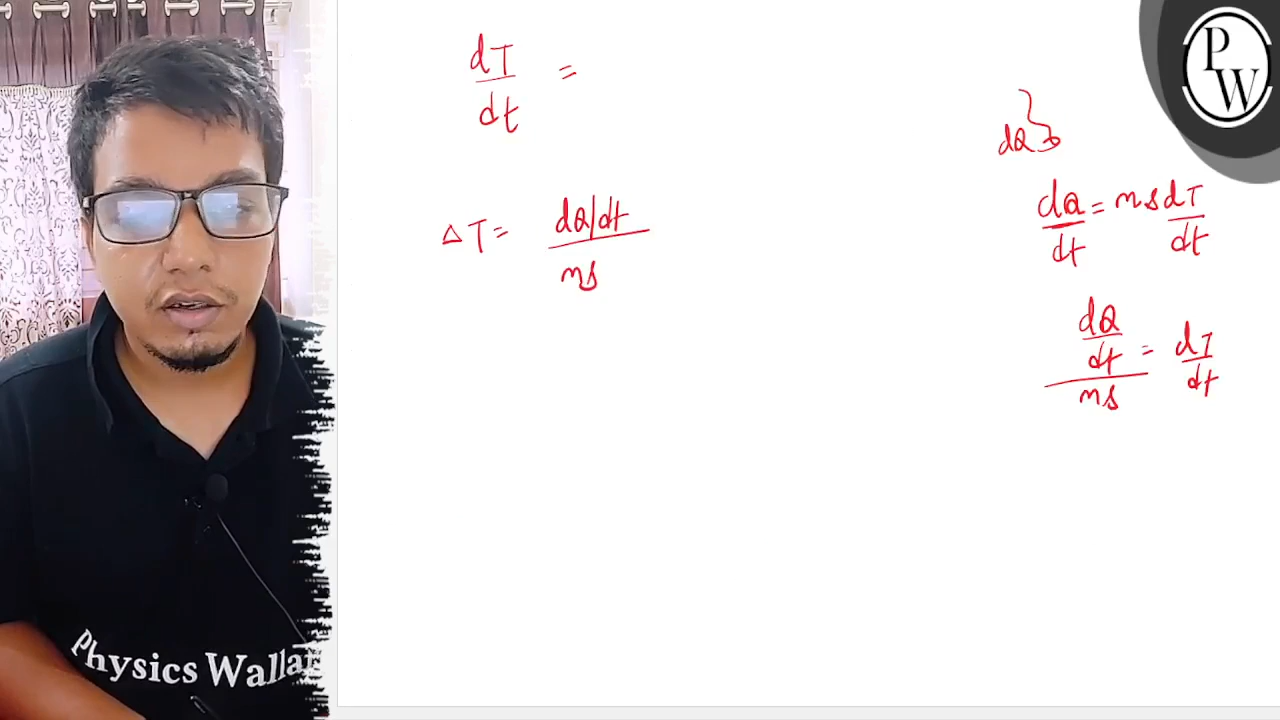 dT/dt =
ΔT = (dQ/dt)/ms
dQ
dQ/dt = ms dT/dt
(dQ/dt)/ms = dT/dt
PW
Physics Walla